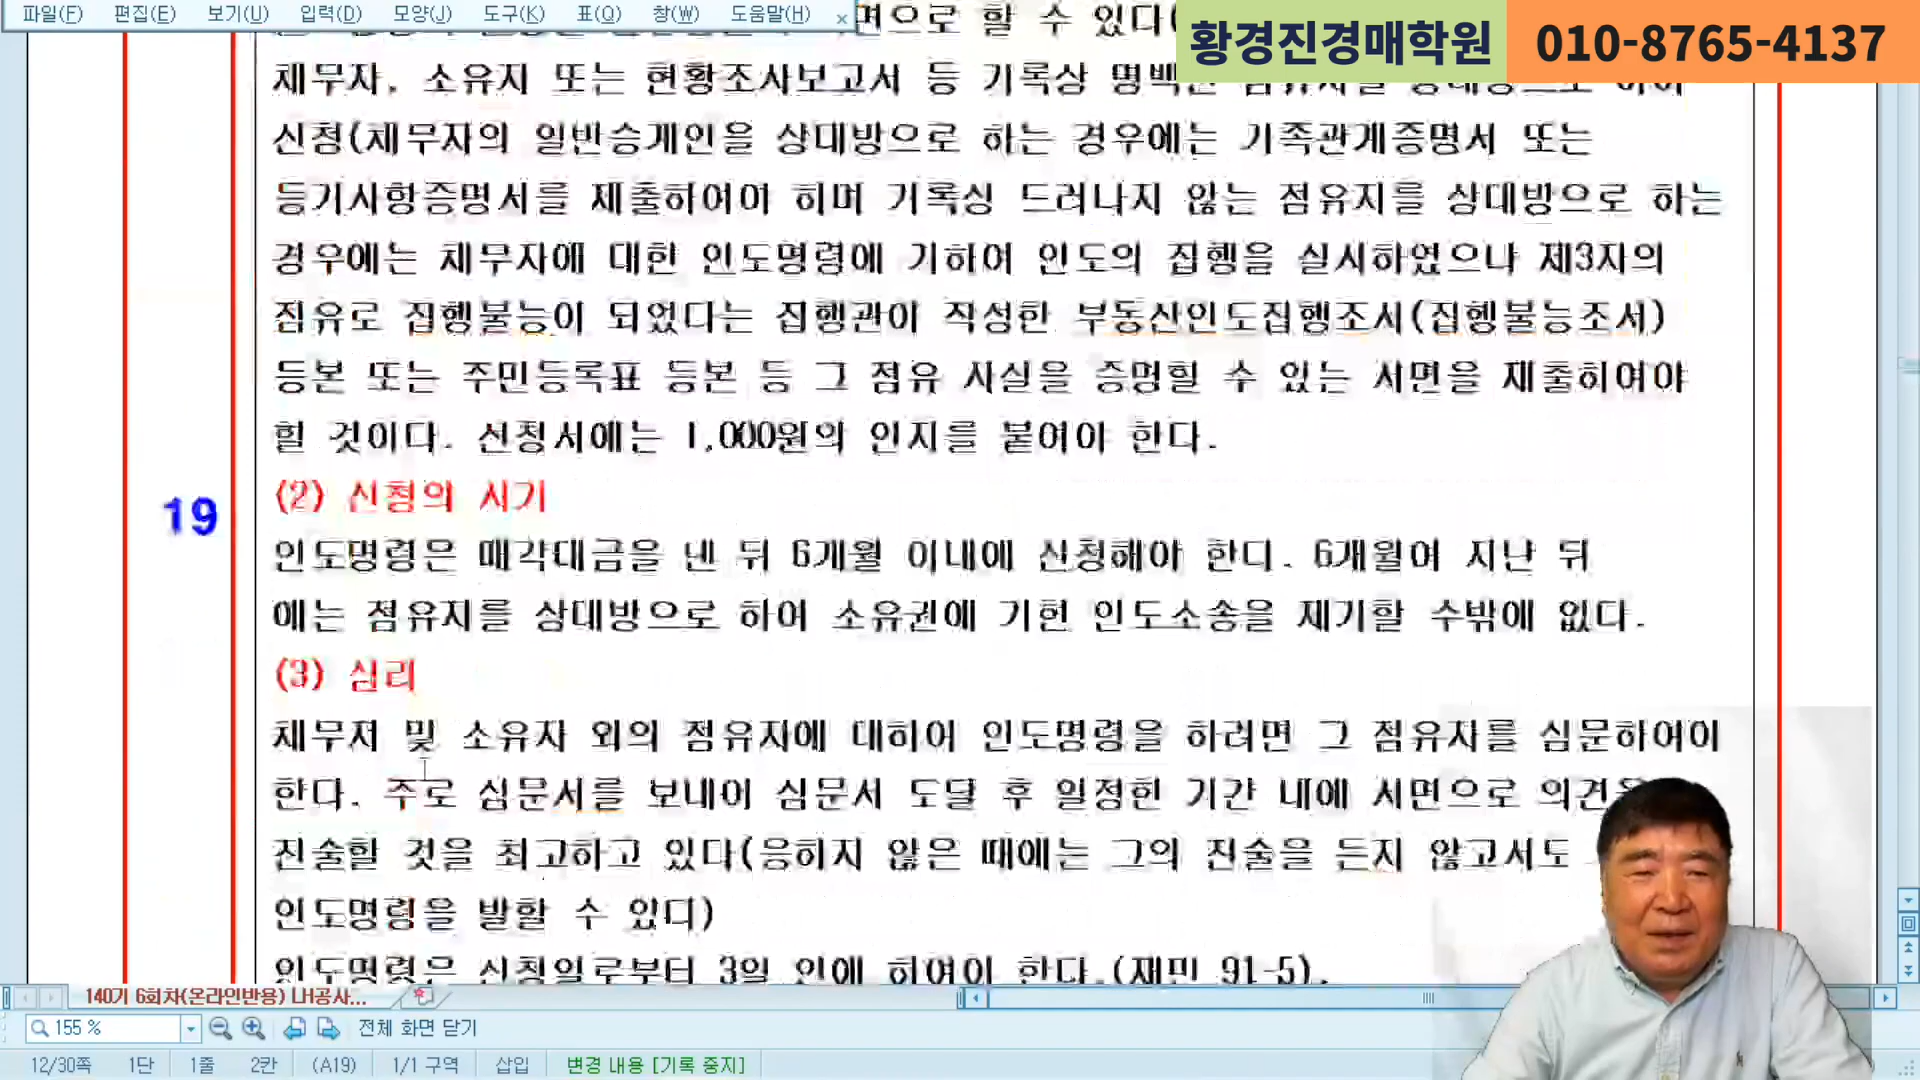 파일(F) 편집(E) 보기(U) 입력(D) 모양(J) 도구(K) 표(Q) 창(W) 도움말(H)
면으로 할 수 있다(
황경진경매학원 010-8765-4137
채무자, 소유자 또는 현황조사보고서 등 기록상 명백한 점유자를 상대방으로 하여
신청(채무자의 일반승계인을 상대방으로 하는 경우에는 가족관계증명서 또는
등기사항증명서를 제출하여야 하며 기록상 드러나지 않는 점유자를 상대방으로 하는
경우에는 채무자에 대한 인도명령에 기하여 인도의 집행을 실시하였으나 제3자의
점유로 집행불능이 되었다는 집행관이 작성한 부동산인도집행조서(집행불능조서)
등본 또는 주민등록표 등본 등 그 점유 사실을 증명할 수 있는 서면을 제출하여야
할 것이다. 신청서에는 1,000원의 인지를 붙여야 한다.
(2) 신청의 시기
19
인도명령은 매각대금을 낸 뒤 6개월 이내에 신청해야 한다. 6개월이 지난 뒤
에는 점유자를 상대방으로 하여 소유권에 기한 인도소송을 제기할 수밖에 없다.
(3) 심리
채무자 및 소유자 외의 점유자에 대하여 인도명령을 하려면 그 점유자를 심문하여야
한다. 주로 심문서를 보내어 심문서 도달 후 일정한 기간 내에 서면으로 의견을
진술할 것을 최고하고 있다(응하지 않은 때에는 그의 진술을 듣지 않고서도
인도명령을 발할 수 있다)
인도명령은 신청일로부터 3일 안에 하여야 한다.(재민 91-5).
140기 6회차(온라인반용) LH공사...
155 % 전체 화면 닫기
12/30쪽 1단 1줄 2칸 (A19) 1/1 구역 삽입 변경 내용 [기록 중지]